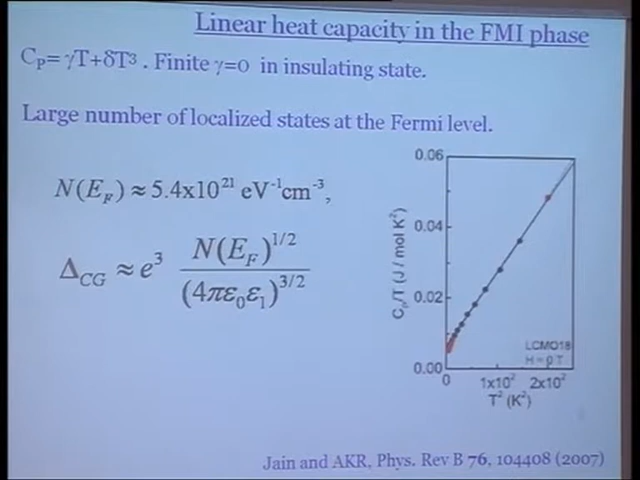 Linear heat capacity in the FMI phase
C_P=γT+δT³ . Finite γ=0 in insulating state.
Large number of localized states at the Fermi level.
N(E_F) ≈ 5.4x10²¹ eV⁻¹cm⁻³,
Δ_CG ≈ e³ N(E_F)^1/2 / (4πε₀ε₁)^3/2
0.06
0.04
0.02
0.00
C_p/T (J / mol K²)
LCMO18
H = 0 T
0 1x10² 2x10²
T² (K²)
Jain and AKR, Phys. Rev B 76, 104408 (2007)